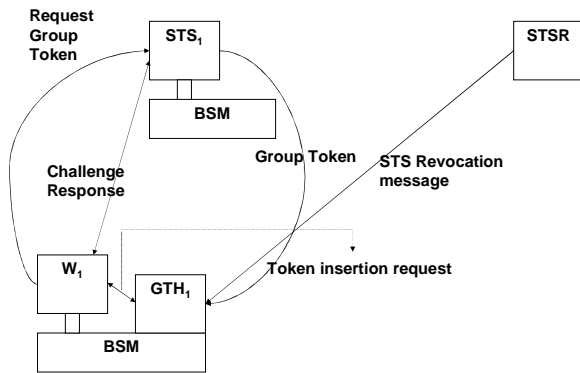 Request
Group
Token
STS1
STSR
BSM
Group Token
Challenge
Response
STS Revocation
message
W1
GTH1
Token insertion request
BSM